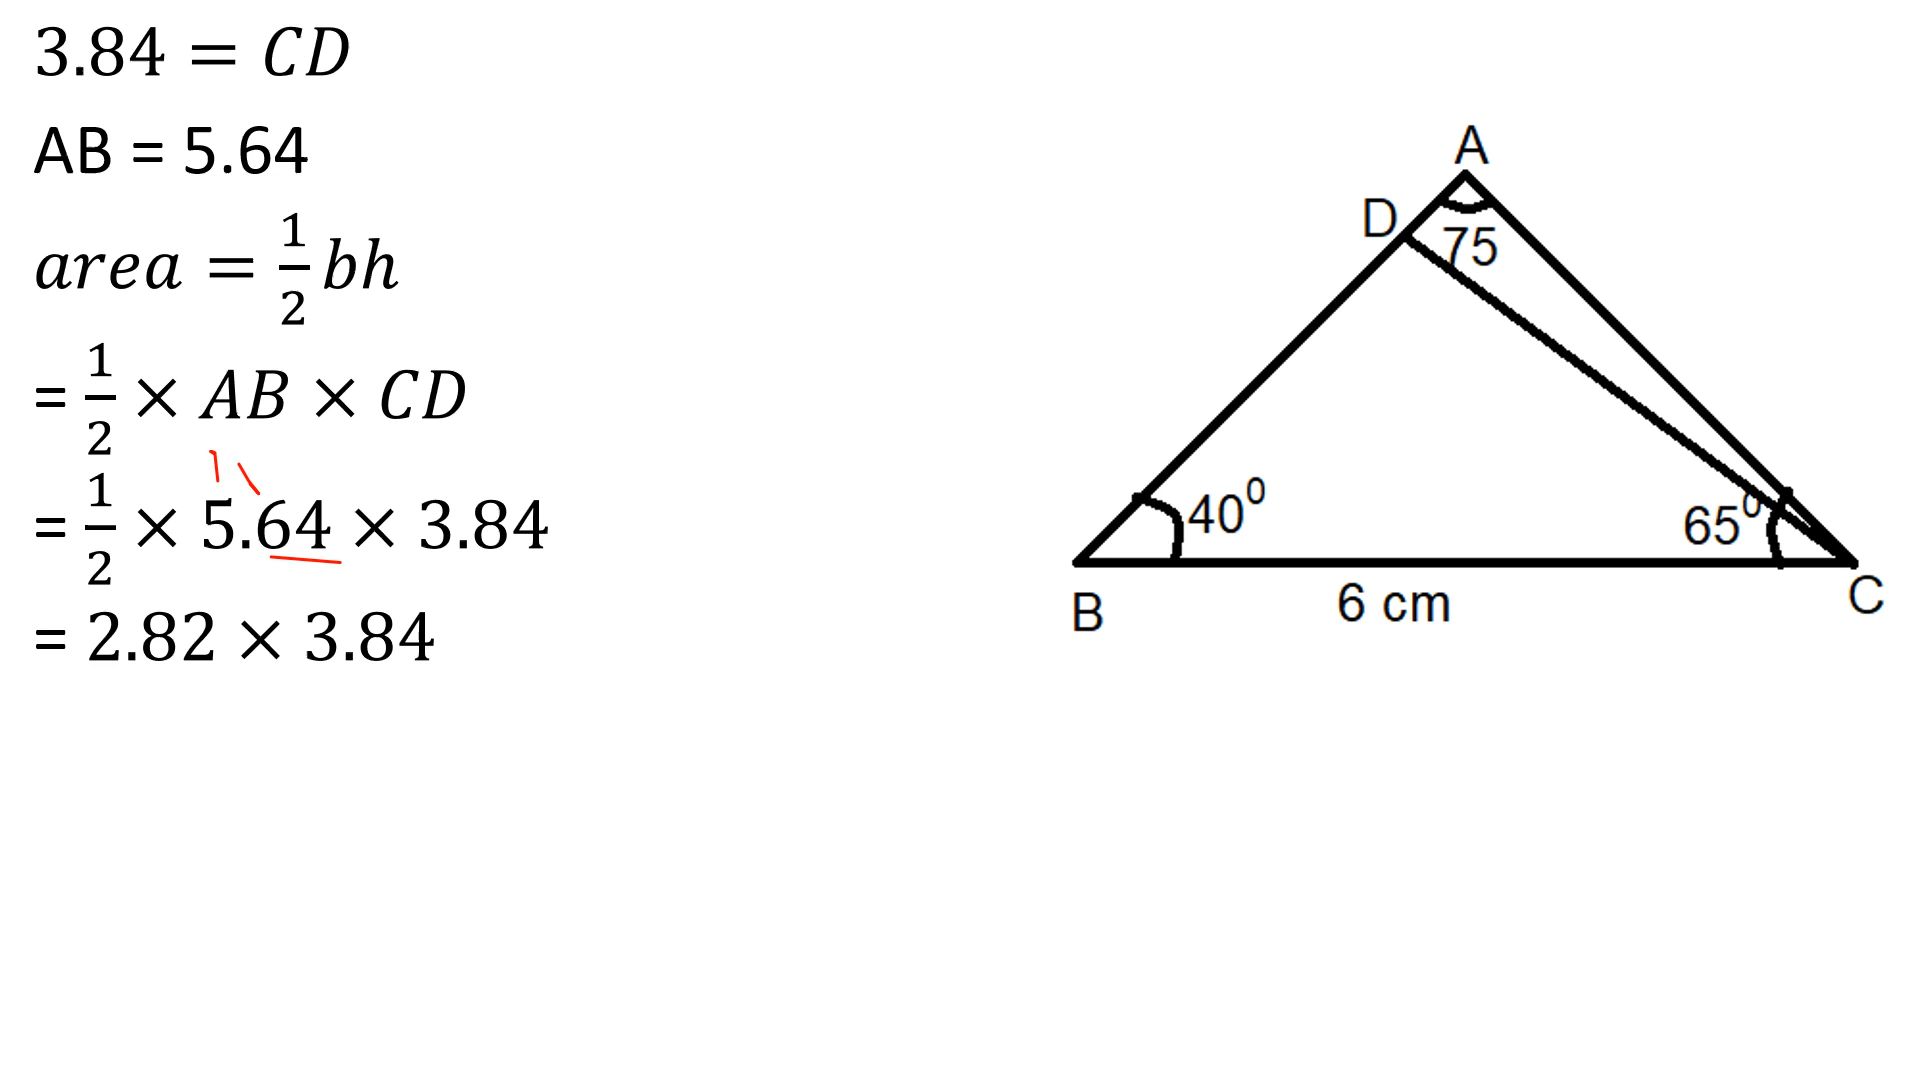 3.84 = CD
AB = 5.64
area = 1/2 bh
= 1/2 × AB × CD
= 1/2 × 5.64 × 3.84
= 2.82 × 3.84
A
D
75
40⁰
65⁰
B
6 cm
C